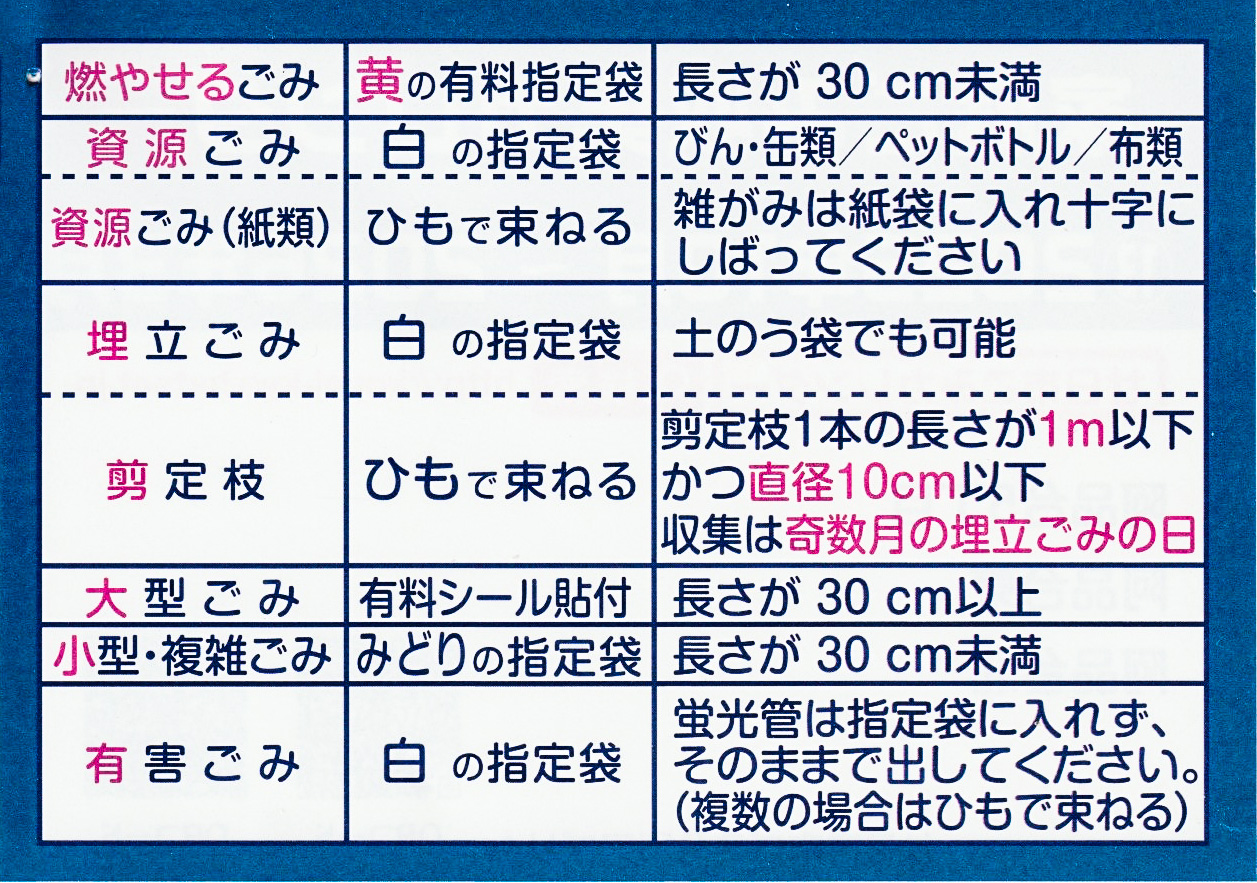 燃やせるごみ 黄の有料指定袋 長さが 30 cm未満
資源ごみ 白の指定袋 びん・缶類／ペットボトル／布類
資源ごみ（紙類） ひもで束ねる 雑がみは紙袋に入れ十字に
しばってください
埋立ごみ 白の指定袋 土のう袋でも可能
剪定枝 ひもで束ねる 剪定枝1本の長さが1m以下
かつ直径10cm以下
収集は奇数月の埋立ごみの日
大型ごみ 有料シール貼付 長さが 30 cm以上
小型・複雑ごみ みどりの指定袋 長さが 30 cm未満
有害ごみ 白の指定袋 蛍光管は指定袋に入れず、
そのままで出してください。
（複数の場合はひもで束ねる）